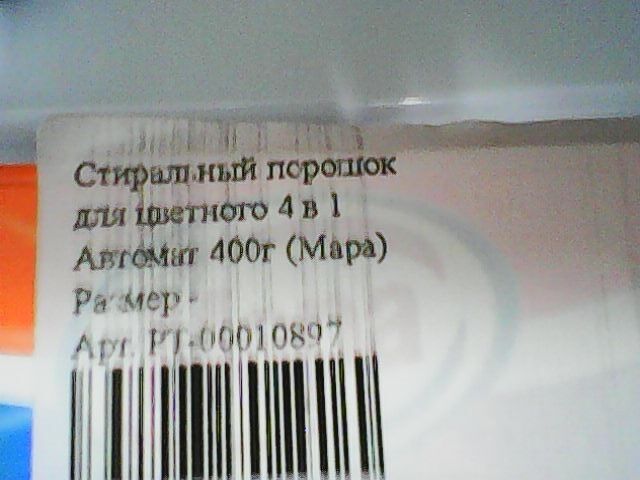 Стиральный порошок
для цветного 4 в 1
Автомат 400г (Мара)
Размер -
Арт. РТ-00010897